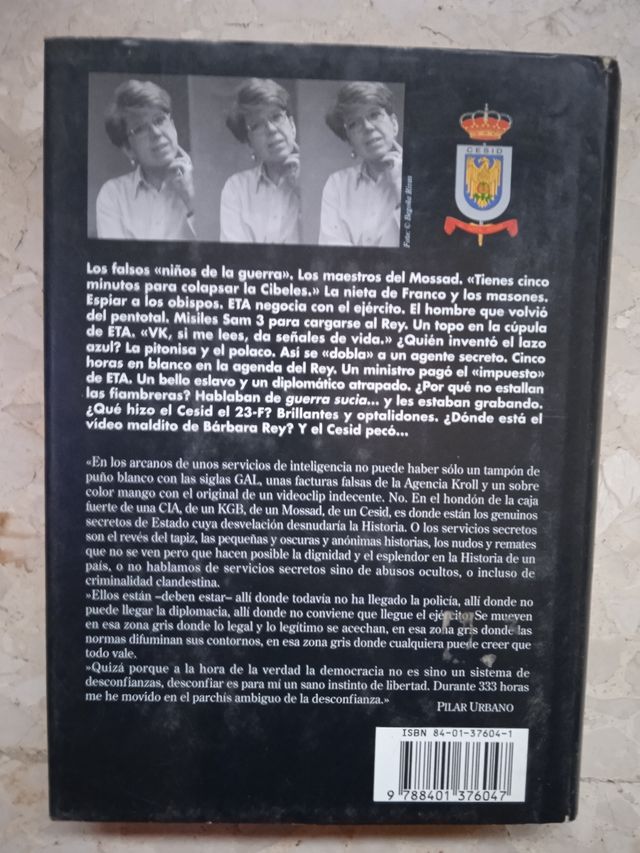 CESID
Foto: © Begoña Rivas
Los falsos «niños de la guerra». Los maestros del Mossad. «Tienes cinco
minutos para colapsar la Cibeles.» La nieta de Franco y los masones.
Espiar a los obispos. ETA negocia con el ejército. El hombre que volvió
del pentotal. Misiles Sam 3 para cargarse al Rey. Un topo en la cúpula
de ETA. «VK, si me lees, da señales de vida.» ¿Quién inventó el lazo
azul? La pitonisa y el polaco. Así se «dobla» a un agente secreto. Cinco
horas en blanco en la agenda del Rey. Un ministro pagó el «impuesto»
de ETA. Un bello eslavo y un diplomático atrapado. ¿Por qué no estallan
las fiambreras? Hablaban de guerra sucia... y les estaban grabando.
¿Qué hizo el Cesid el 23-F? Brillantes y optalidones. ¿Dónde está el
vídeo maldito de Bárbara Rey? Y el Cesid pecó...
«En los arcanos de unos servicios de inteligencia no puede haber sólo un tampón de
puño blanco con las siglas GAL, unas facturas falsas de la Agencia Kroll y un sobre
color mango con el original de un videoclip indecente. No. En el hondón de la caja
fuerte de una CIA, de un KGB, de un Mossad, de un Cesid, es donde están los genuinos
secretos de Estado cuya desvelación desnudaría la Historia. O los servicios secretos
son el revés del tapiz, las pequeñas y oscuras y anónimas historias, los nudos y remates
que no se ven pero que hacen posible la dignidad y el esplendor en la Historia de un
país, o no hablamos de servicios secretos sino de abusos ocultos, o incluso de
criminalidad clandestina.
»Ellos están –deben estar– allí donde todavía no ha llegado la policía, allí donde no
puede llegar la diplomacia, allí donde no conviene que llegue el ejército. Se mueven
en esa zona gris donde lo legal y lo legítimo se acechan, en esa zona gris donde las
normas difuminan sus contornos, en esa zona gris donde cualquiera puede creer que
todo vale.
»Quizá porque a la hora de la verdad la democracia no es sino un sistema de
desconfianzas, desconfiar es para mí un sano instinto de libertad. Durante 333 horas
me he movido en el parchís ambiguo de la desconfianza.»
PILAR URBANO
ISBN 84-01-37604-1
9 788401 376047